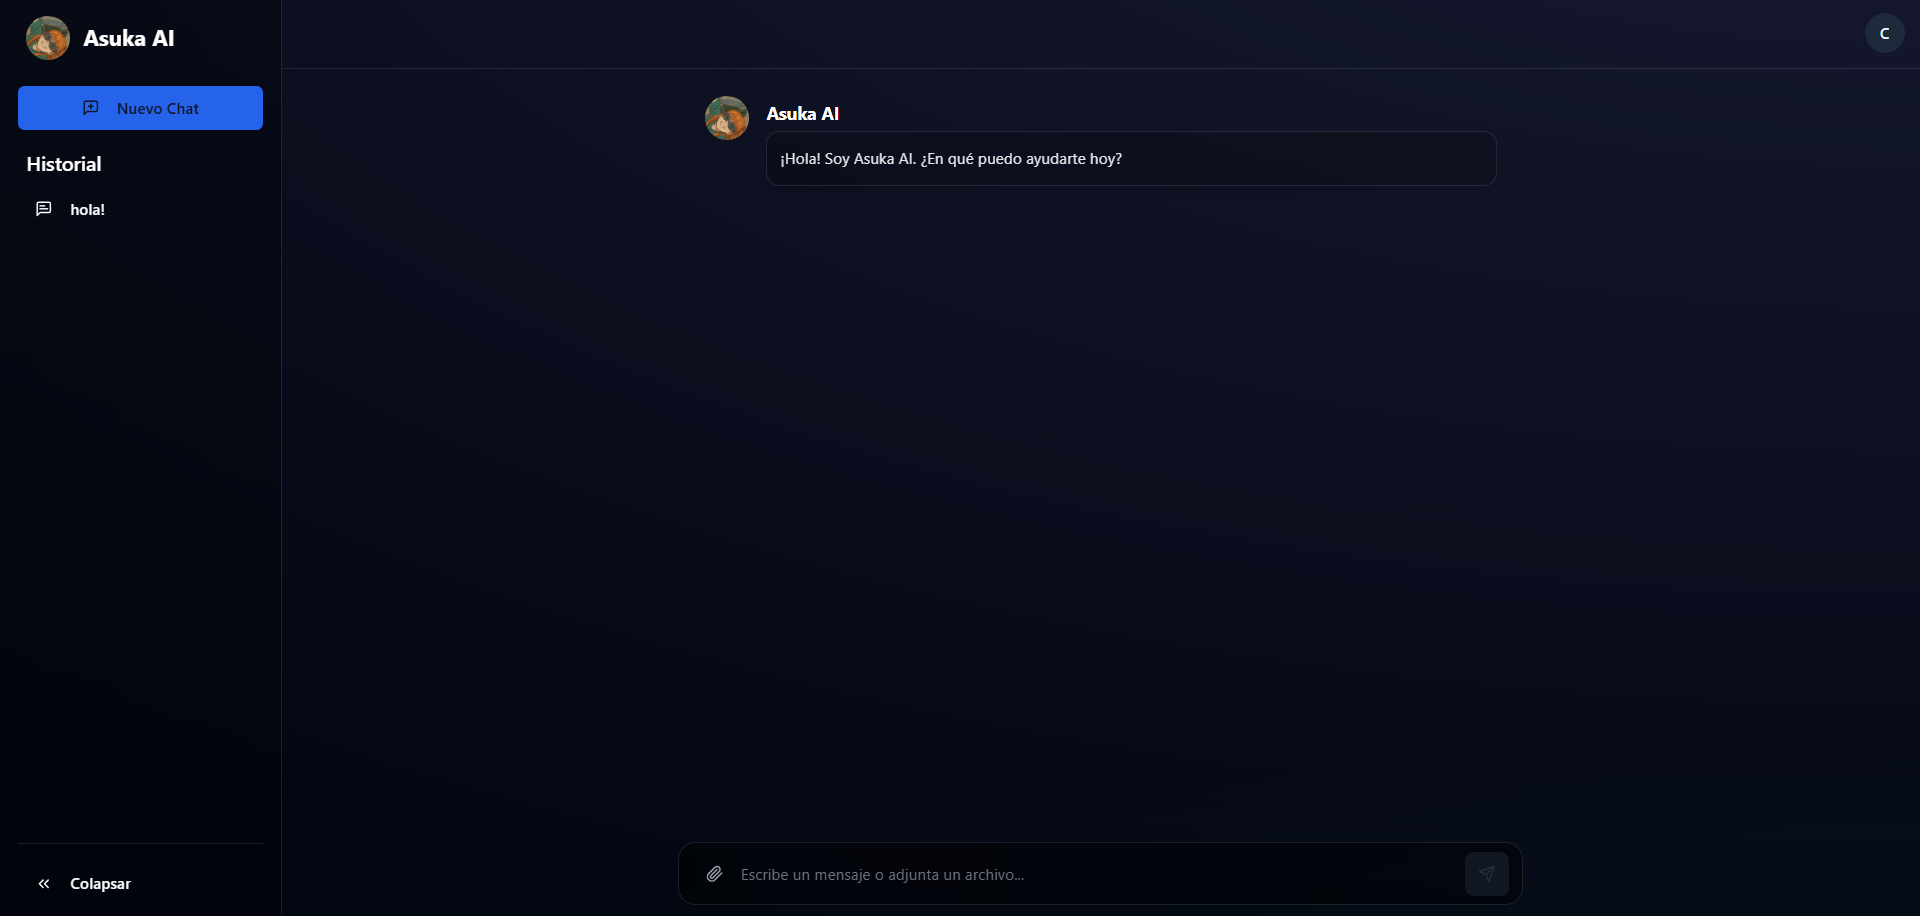 Asuka AI
Nuevo Chat
Historial
hola!
Colapsar
C
Asuka AI
¡Hola! Soy Asuka AI. ¿En qué puedo ayudarte hoy?
Escribe un mensaje o adjunta un archivo...